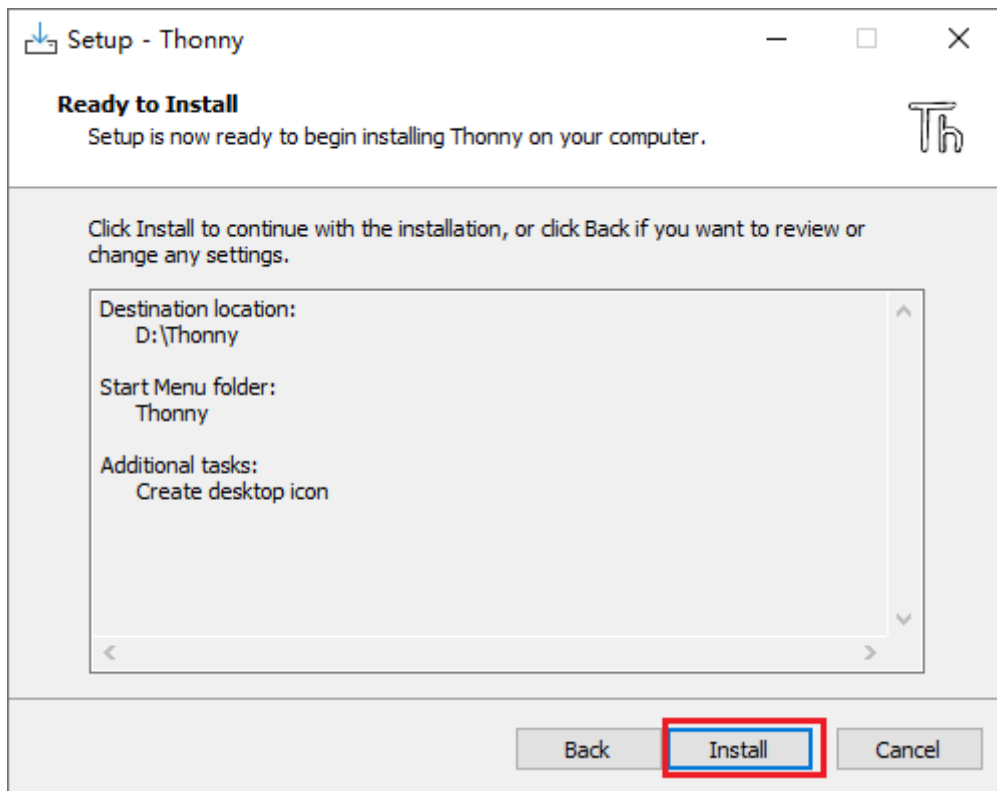 Setup - Thonny
Ready to Install
Setup is now ready to begin installing Thonny on your computer.
Th
Click Install to continue with the installation, or click Back if you want to review or
change any settings.
Destination location:
D:\Thonny
Start Menu folder:
Thonny
Additional tasks:
Create desktop icon
Back
Install
Cancel